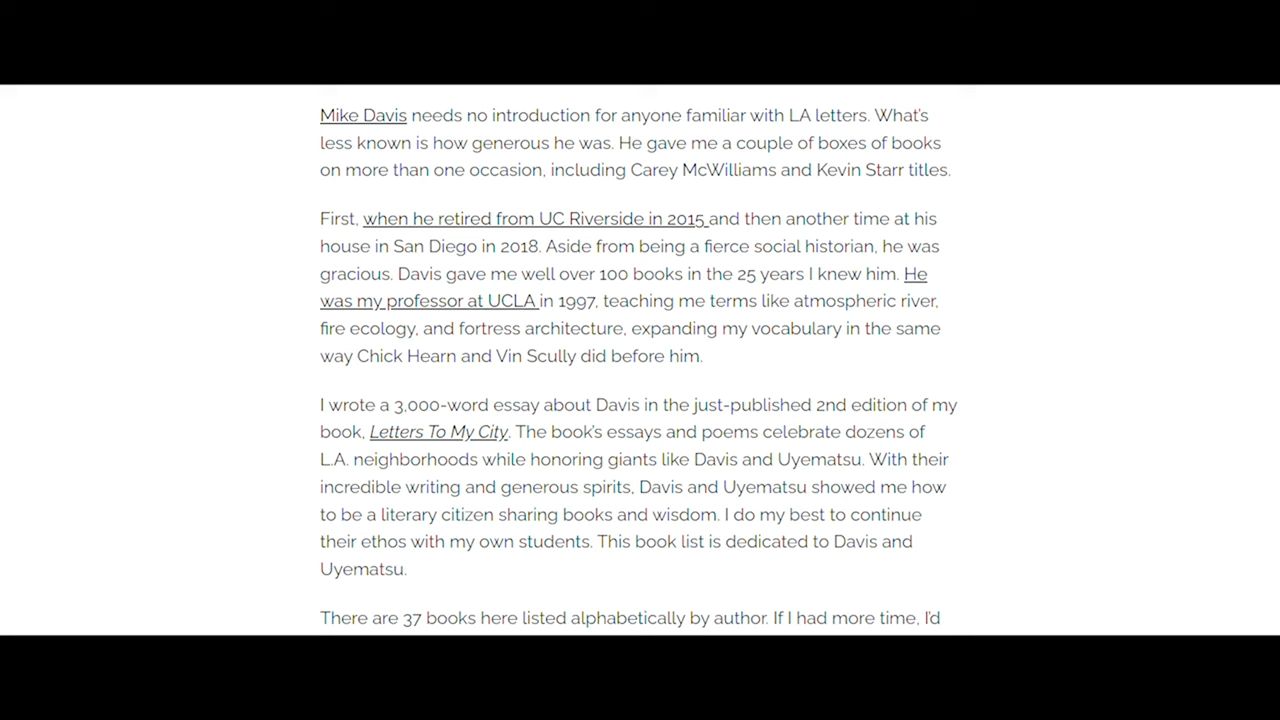 Mike Davis needs no introduction for anyone familiar with LA letters. What's
less known is how generous he was. He gave me a couple of boxes of books
on more than one occasion, including Carey McWilliams and Kevin Starr titles.
First, when he retired from UC Riverside in 2015 and then another time at his
house in San Diego in 2018. Aside from being a fierce social historian, he was
gracious. Davis gave me well over 100 books in the 25 years I knew him. He
was my professor at UCLA in 1997, teaching me terms like atmospheric river,
fire ecology, and fortress architecture, expanding my vocabulary in the same
way Chick Hearn and Vin Scully did before him.
I wrote a 3,000-word essay about Davis in the just-published 2nd edition of my
book, Letters To My City. The book's essays and poems celebrate dozens of
L.A. neighborhoods while honoring giants like Davis and Uyematsu. With their
incredible writing and generous spirits, Davis and Uyematsu showed me how
to be a literary citizen sharing books and wisdom. I do my best to continue
their ethos with my own students. This book list is dedicated to Davis and
Uyematsu.
There are 37 books here listed alphabetically by author. If I had more time, I'd